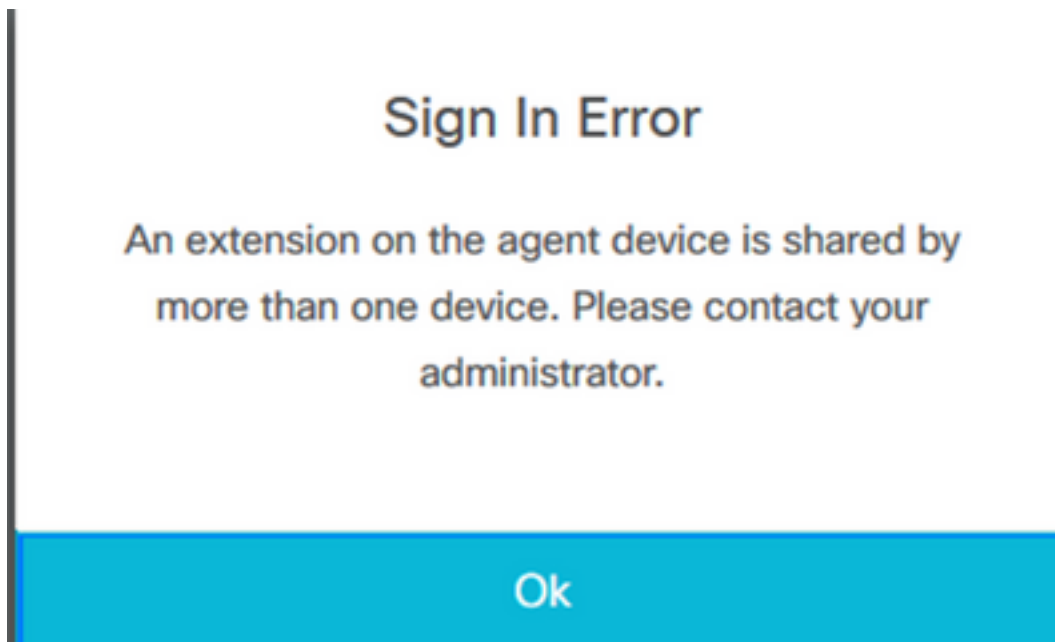 Sign In Error
An extension on the agent device is shared by
more than one device. Please contact your
administrator.
Ok